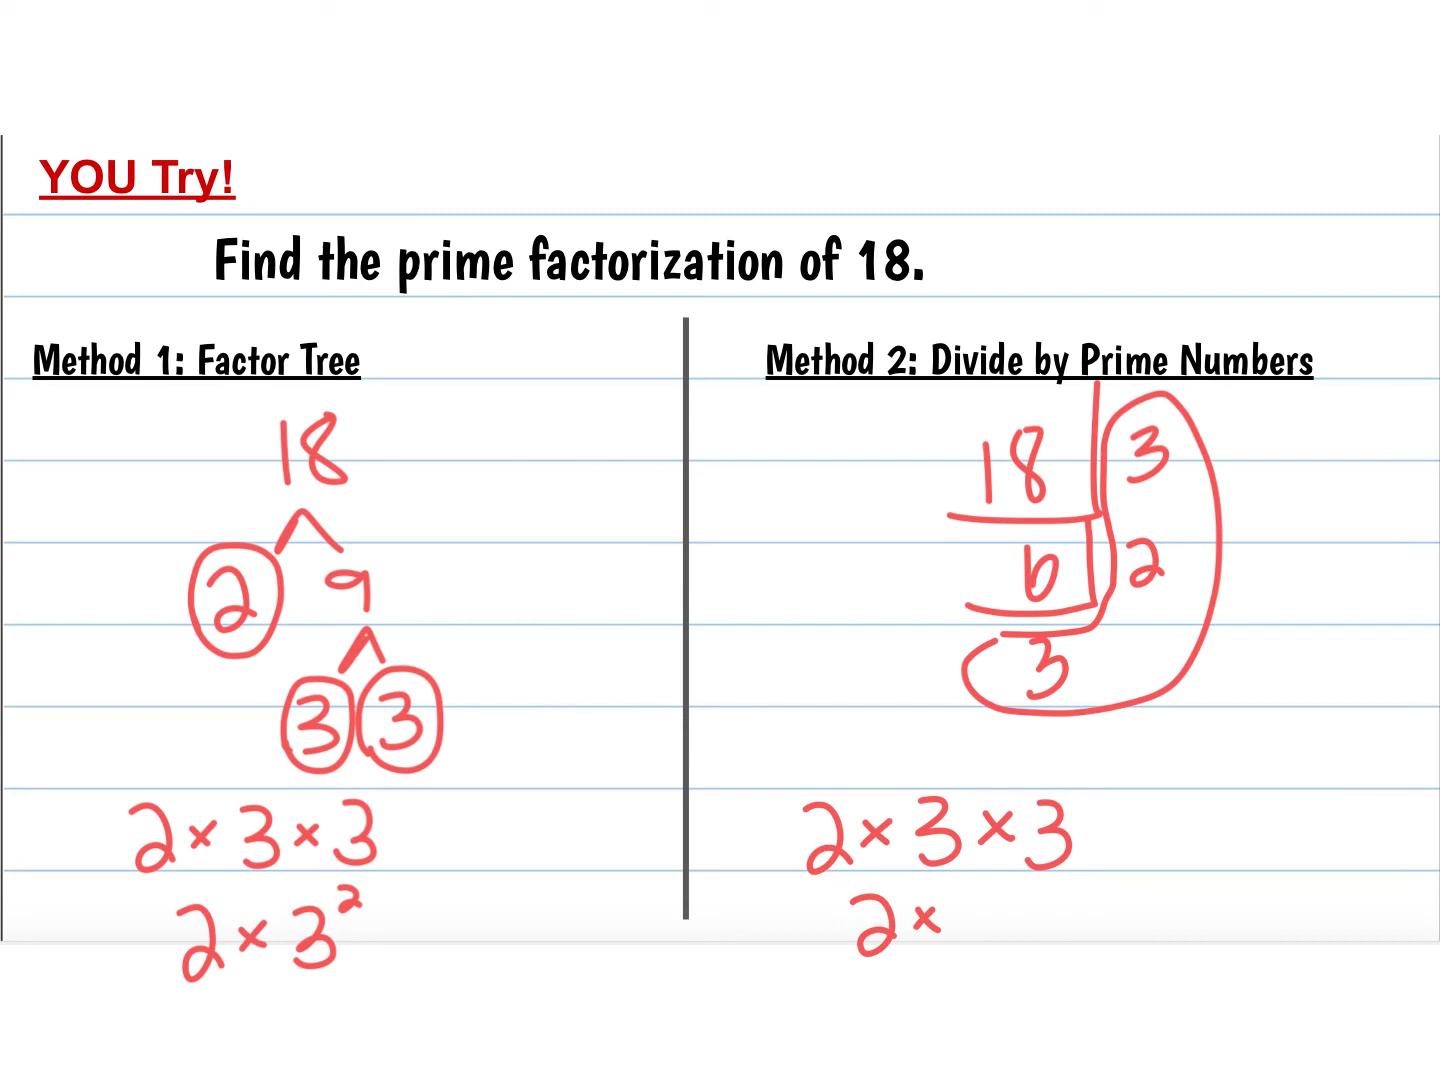 YOU Try!
Find the prime factorization of 18.
Method 1: Factor Tree
18
2 9
3 3
2 × 3 × 3
2 × 3²
Method 2: Divide by Prime Numbers
18 3
6 2
3
2 × 3 × 3
2 ×